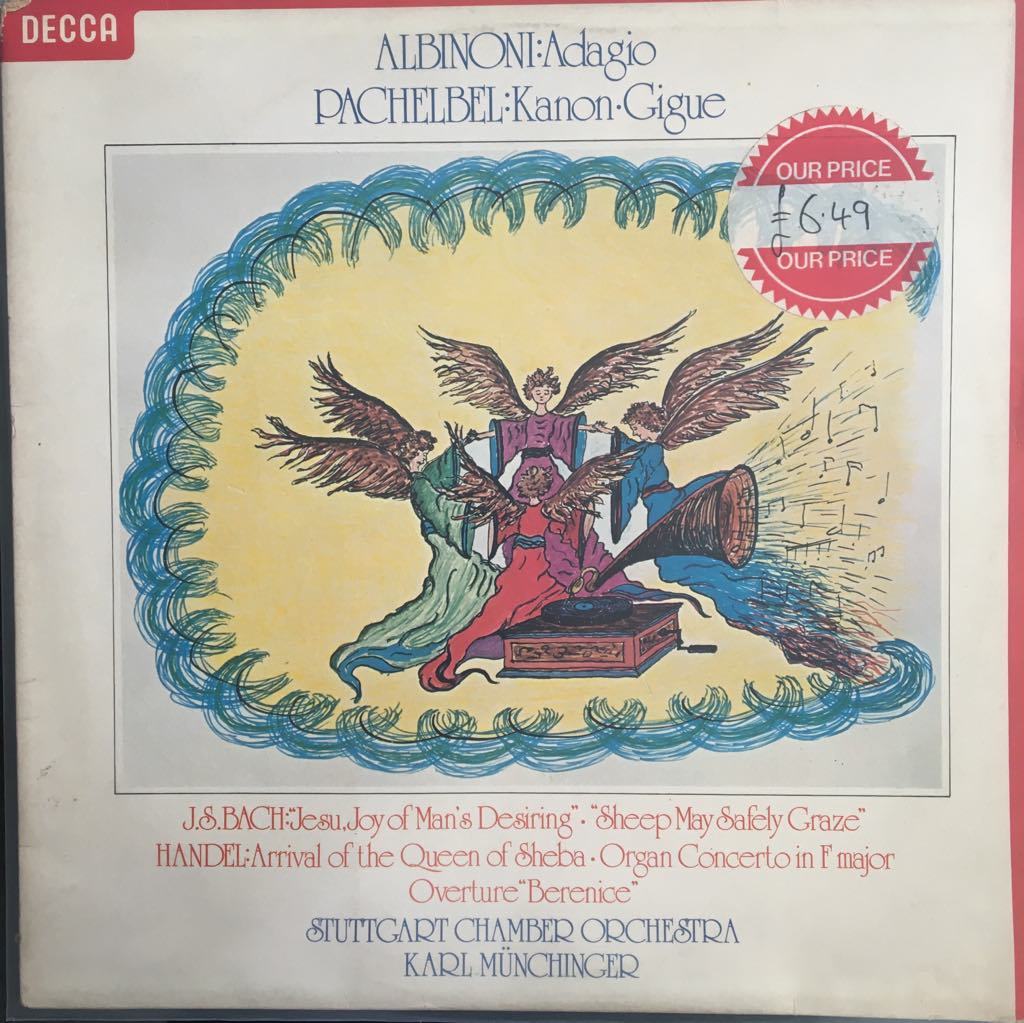 DECCA
ALBINONI:Adagio
PACHELBEL:Kanon·Gigue
OUR PRICE
£6·49
OUR PRICE
J.S.BACH:"Jesu, Joy of Man's Desiring"·"Sheep May Safely Graze"
HANDEL:Arrival of the Queen of Sheba·Organ Concerto in F major
Overture "Berenice"
STUTTGART CHAMBER ORCHESTRA
KARL MÜNCHINGER